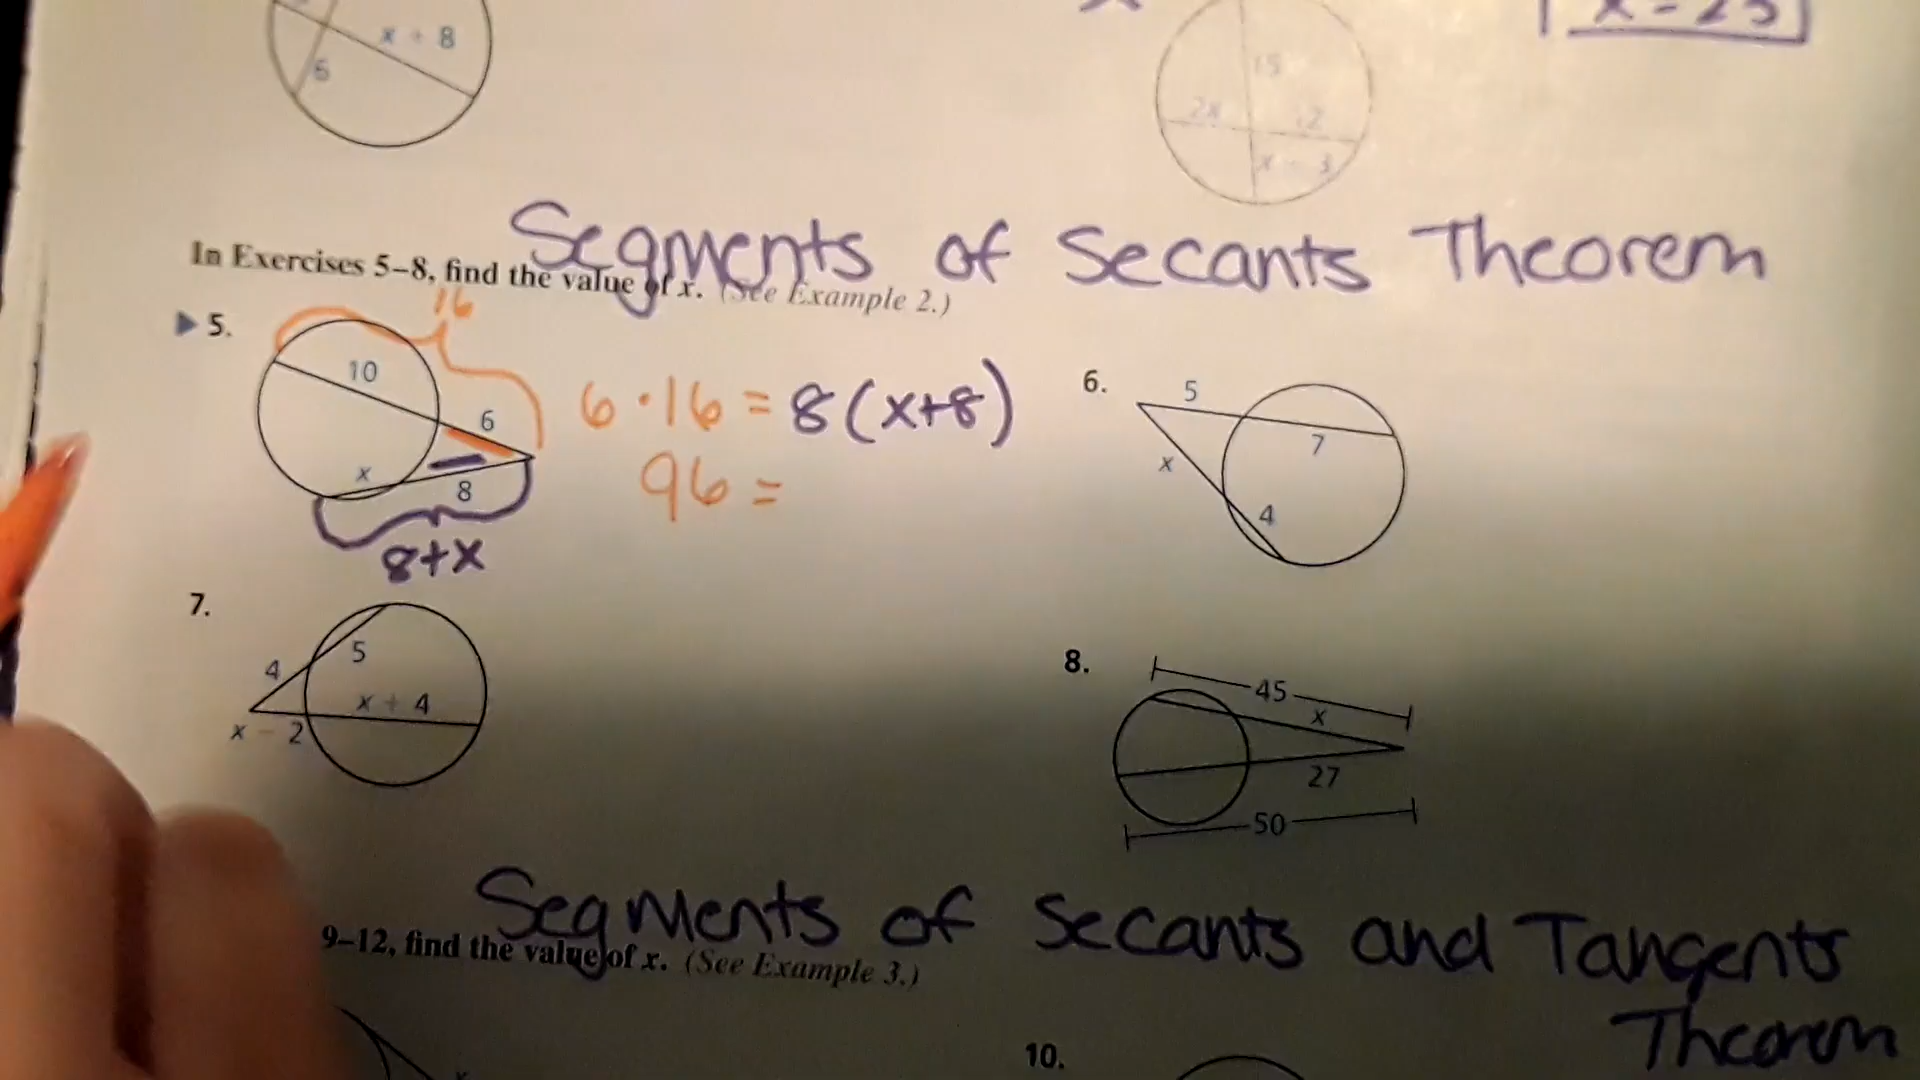 x + 8
6
x = 23
15
2x
12
x - 3
Segments of Secants Theorem
In Exercises 5–8, find the value of x. (See Example 2.)
16
5.
10
6
x
8
8+x
6 · 16 = 8(x+8)
96 =
6.
5
7
x
4
7.
4
5
x + 4
x - 2
8.
45
x
27
50
Segments of Secants and Tangents
Theorem
9–12, find the value of x. (See Example 3.)
10.